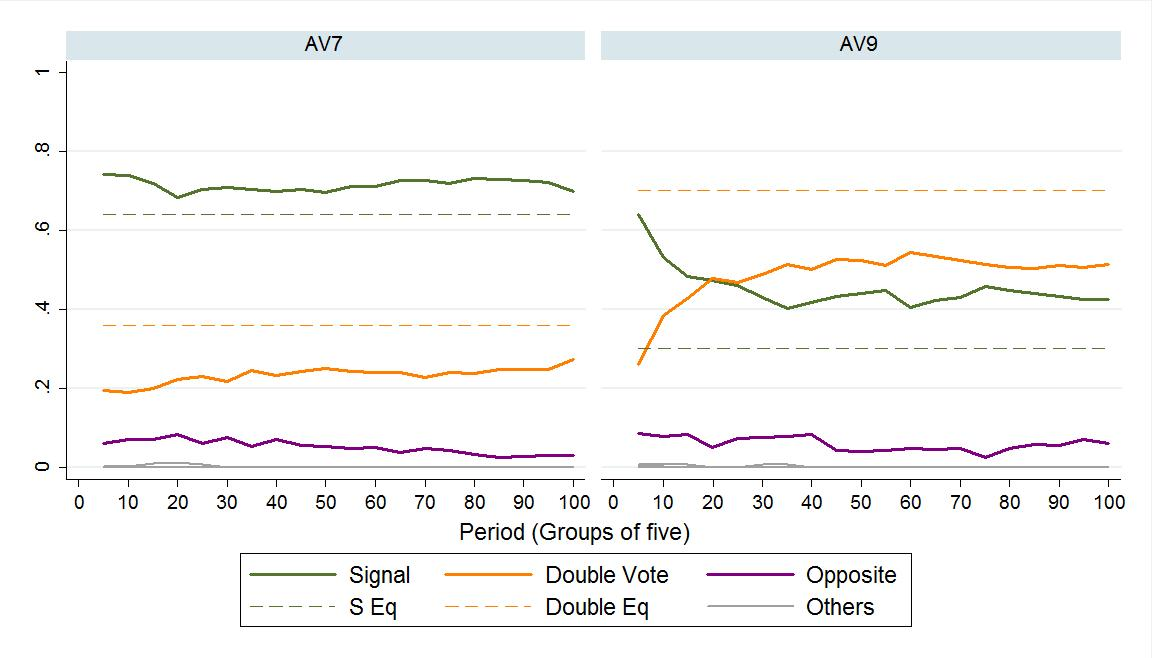 AV7 AV9
1
.8
.6
.4
.2
0
0 10 20 30 40 50 60 70 80 90 100 0 10 20 30 40 50 60 70 80 90 100
Period (Groups of five)
Signal Double Vote Opposite
S Eq Double Eq Others